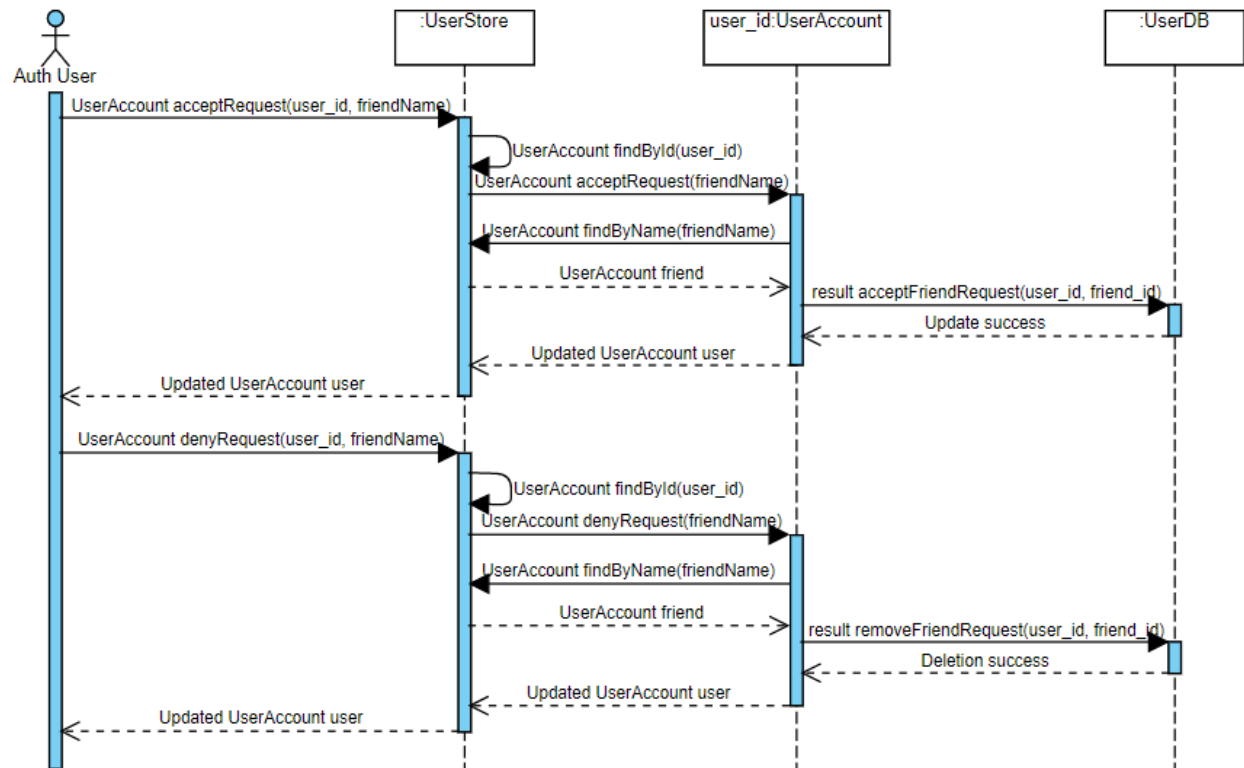 :UserStore
user_id:UserAccount
:UserDB
Auth User
UserAccount acceptRequest(user_id, friendName)
UserAccount findById(user_id)
UserAccount acceptRequest(friendName)
UserAccount findByName(friendName)
UserAccount friend
result acceptFriendRequest(user_id, friend_id)
Update success
Updated UserAccount user
Updated UserAccount user
UserAccount denyRequest(user_id, friendName)
UserAccount findById(user_id)
UserAccount denyRequest(friendName)
UserAccount findByName(friendName)
UserAccount friend
result removeFriendRequest(user_id, friend_id)
Deletion success
Updated UserAccount user
Updated UserAccount user